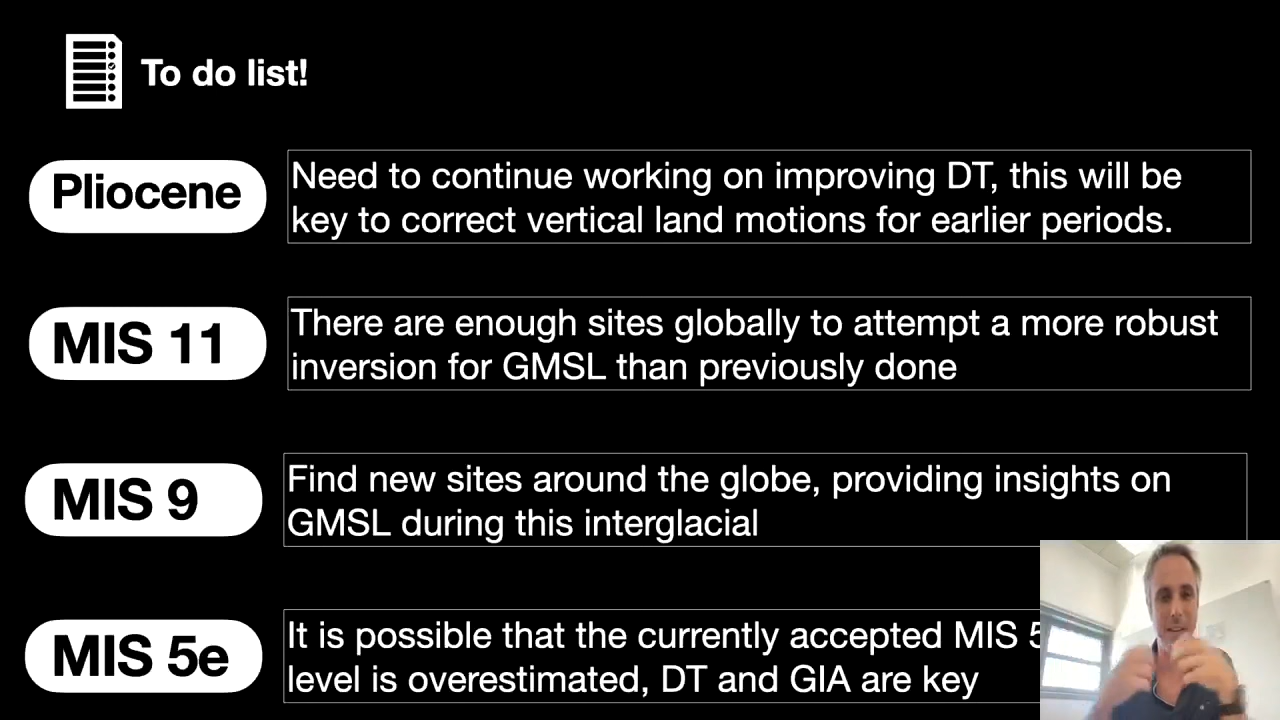 To do list!
Pliocene
Need to continue working on improving DT, this will be
key to correct vertical land motions for earlier periods.
MIS 11
There are enough sites globally to attempt a more robust
inversion for GMSL than previously done
MIS 9
Find new sites around the globe, providing insights on
GMSL during this interglacial
MIS 5e
It is possible that the currently accepted MIS
level is overestimated, DT and GIA are key